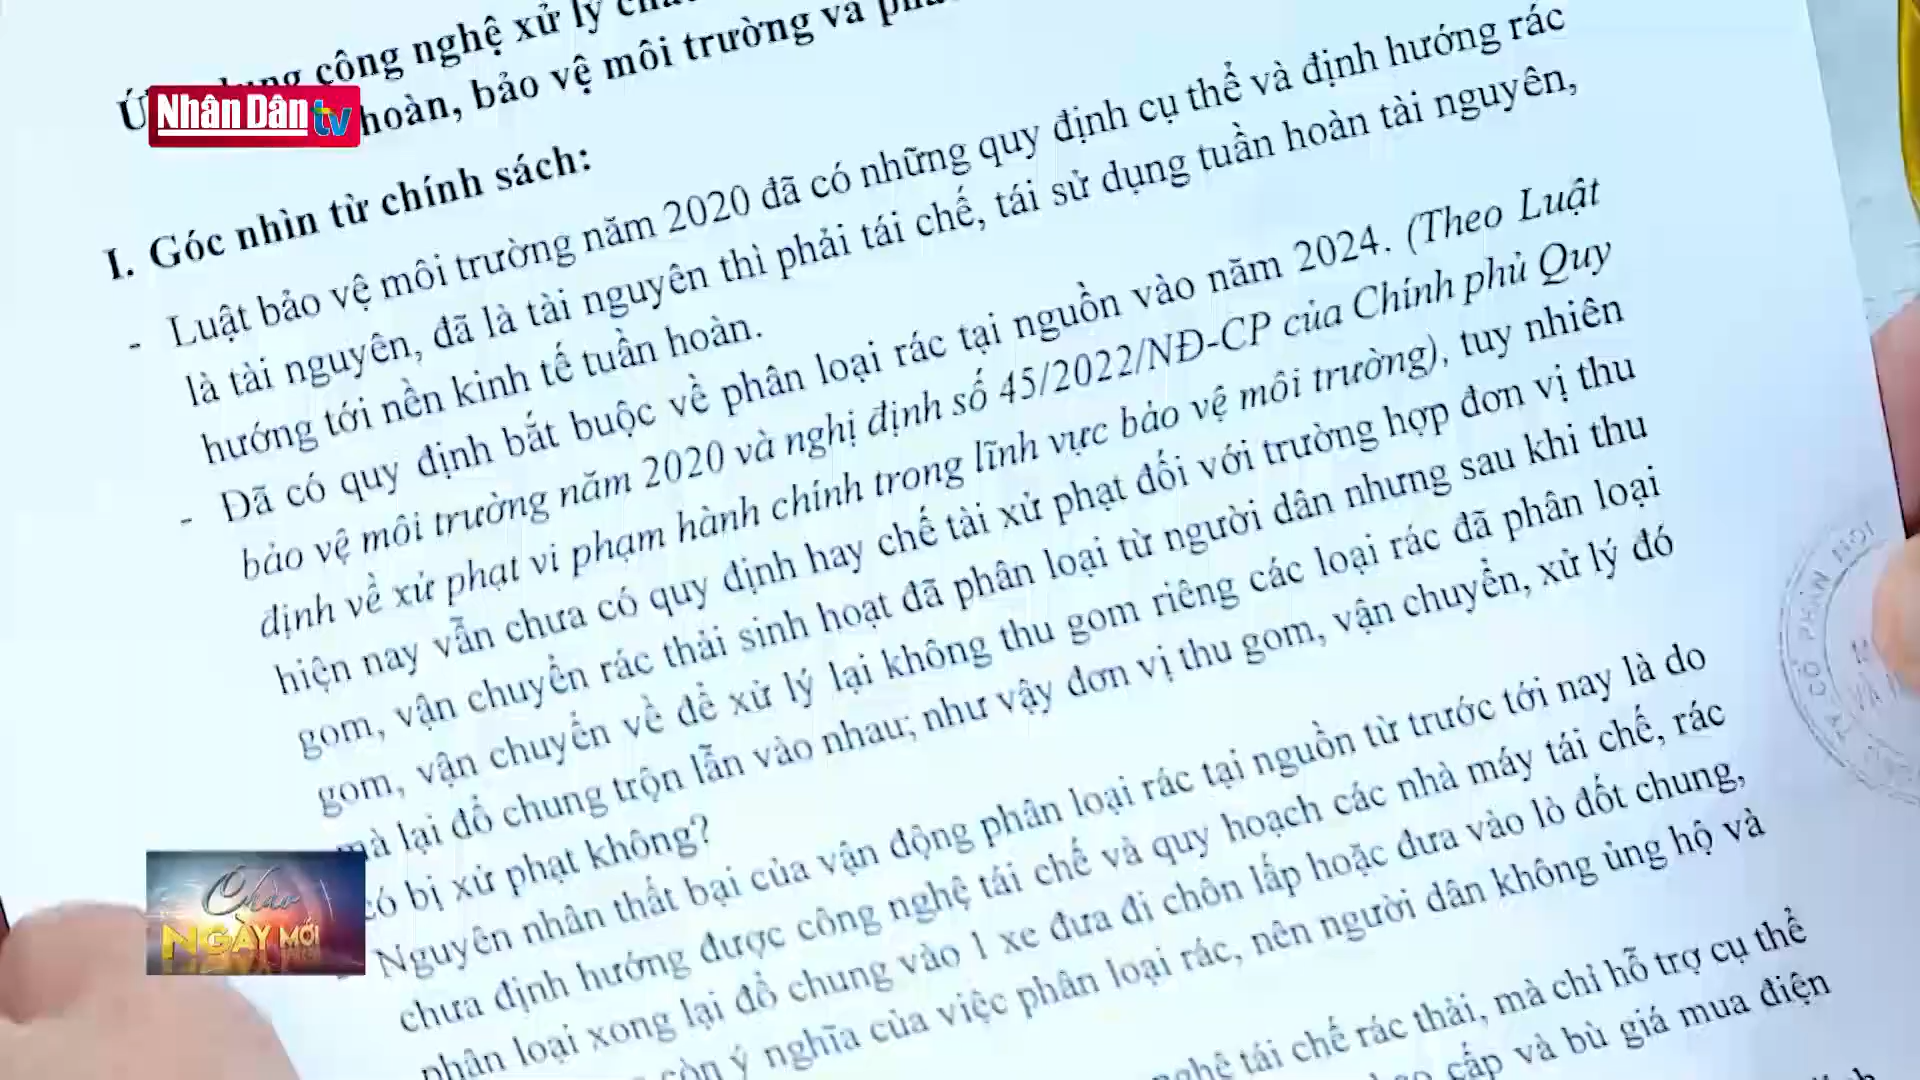 công nghệ xử lý
hoàn, bảo vệ môi trường và
Nhân Dân tv
I. Góc nhìn từ chính sách:
- Luật bảo vệ môi trường năm 2020 đã có những quy định cụ thể và định hướng rác
là tài nguyên, đã là tài nguyên thì phải tái chế, tái sử dụng tuần hoàn tài nguyên,
hướng tới nền kinh tế tuần hoàn.
- Đã có quy định bắt buộc về phân loại rác tại nguồn vào năm 2024. (Theo Luật
bảo vệ môi trường năm 2020 và nghị định số 45/2022/NĐ-CP của Chính phủ Quy
định về xử phạt vi phạm hành chính trong lĩnh vực bảo vệ môi trường), tuy nhiên
hiện nay vẫn chưa có quy định hay chế tài xử phạt đối với trường hợp đơn vị thu
gom, vận chuyển rác thải sinh hoạt đã phân loại từ người dân nhưng sau khi thu
gom, vận chuyển về để xử lý lại không thu gom riêng các loại rác đã phân loại
mà lại đổ chung trộn lẫn vào nhau; như vậy đơn vị thu gom, vận chuyển, xử lý đó
có bị xử phạt không?
Nguyên nhân thất bại của vận động phân loại rác tại nguồn từ trước tới nay là do
chưa định hướng được công nghệ tái chế và quy hoạch các nhà máy tái chế, rác
phân loại xong lại đổ chung vào 1 xe đưa đi chôn lấp hoặc đưa vào lò đốt chung,
còn ý nghĩa của việc phân loại rác, nên người dân không ủng hộ và
nghệ tái chế rác thải, mà chỉ hỗ trợ cụ thể
cấp và bù giá mua điện
Chào
NGÀY MỚI
CỔ PHẦN